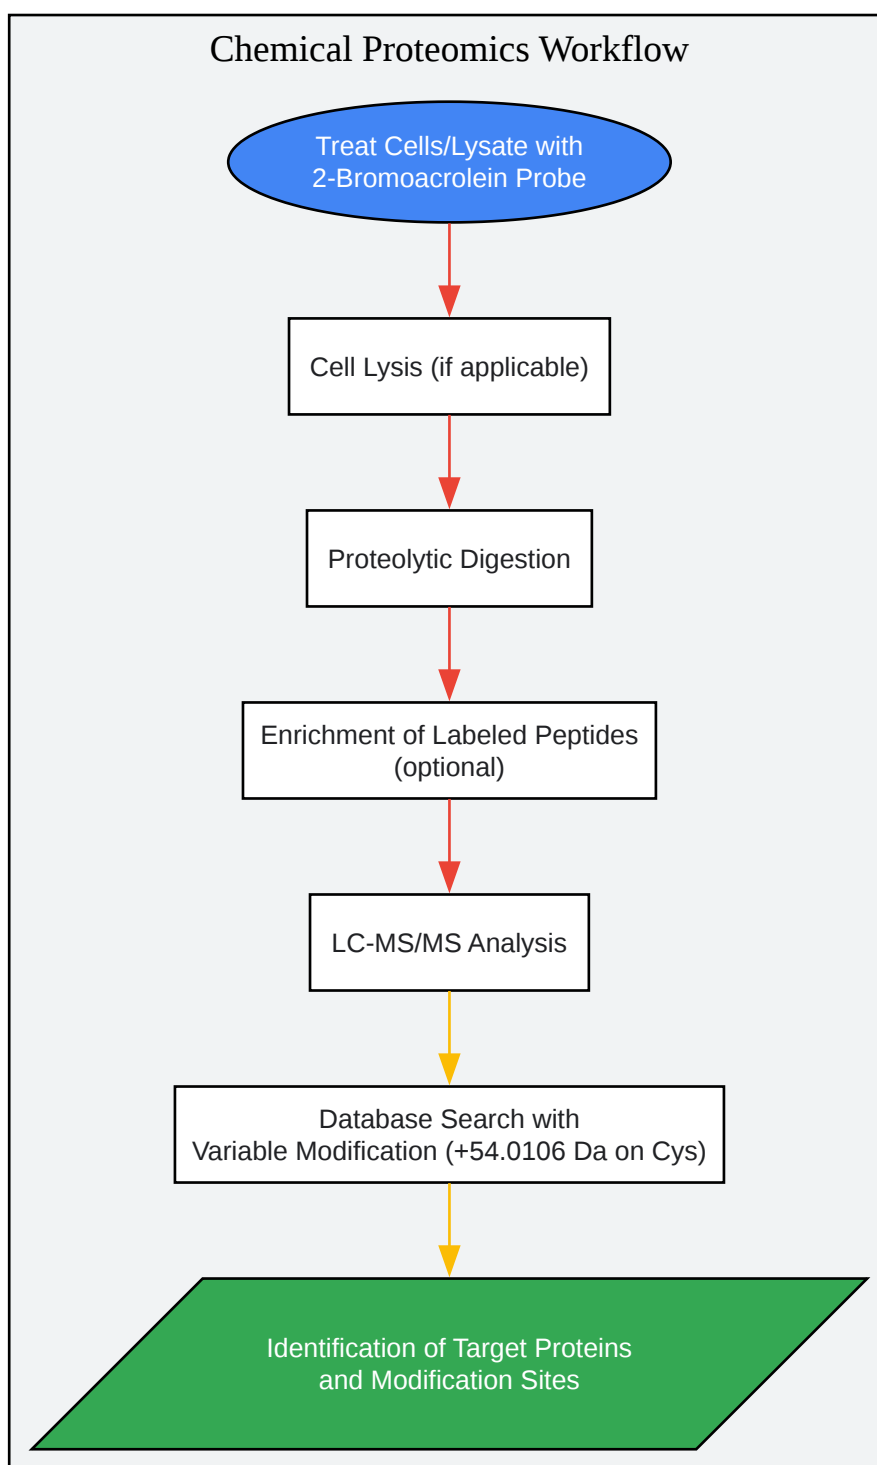 Chemical Proteomics Workflow
Treat Cells/Lysate with
2-Bromoacrolein Probe
Cell Lysis (if applicable)
Proteolytic Digestion
Enrichment of Labeled Peptides
(optional)
LC-MS/MS Analysis
Database Search with
Variable Modification (+54.0106 Da on Cys)
Identification of Target Proteins
and Modification Sites